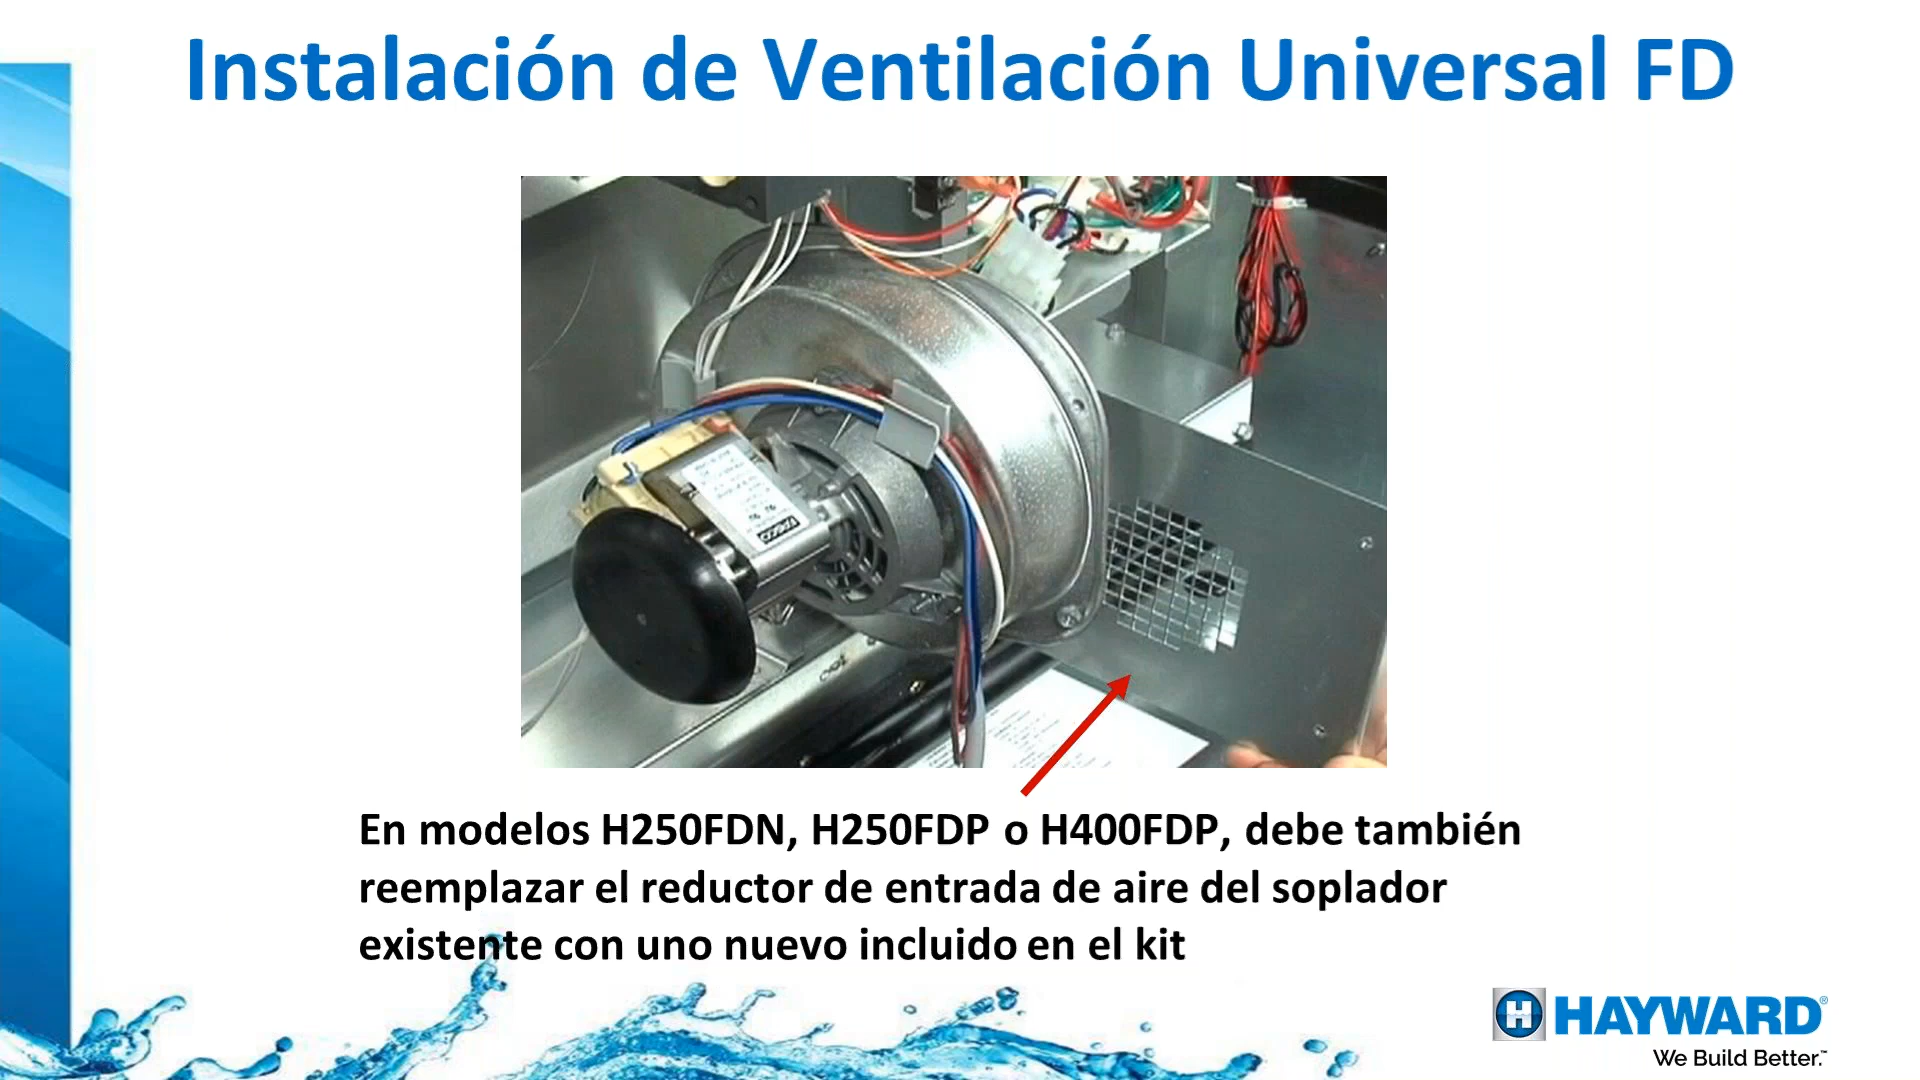 Instalación de Ventilación Universal FD
En modelos H250FDN, H250FDP o H400FDP, debe también
reemplazar el reductor de entrada de aire del soplador
existente con uno nuevo incluido en el kit
H HAYWARD®
We Build Better.™